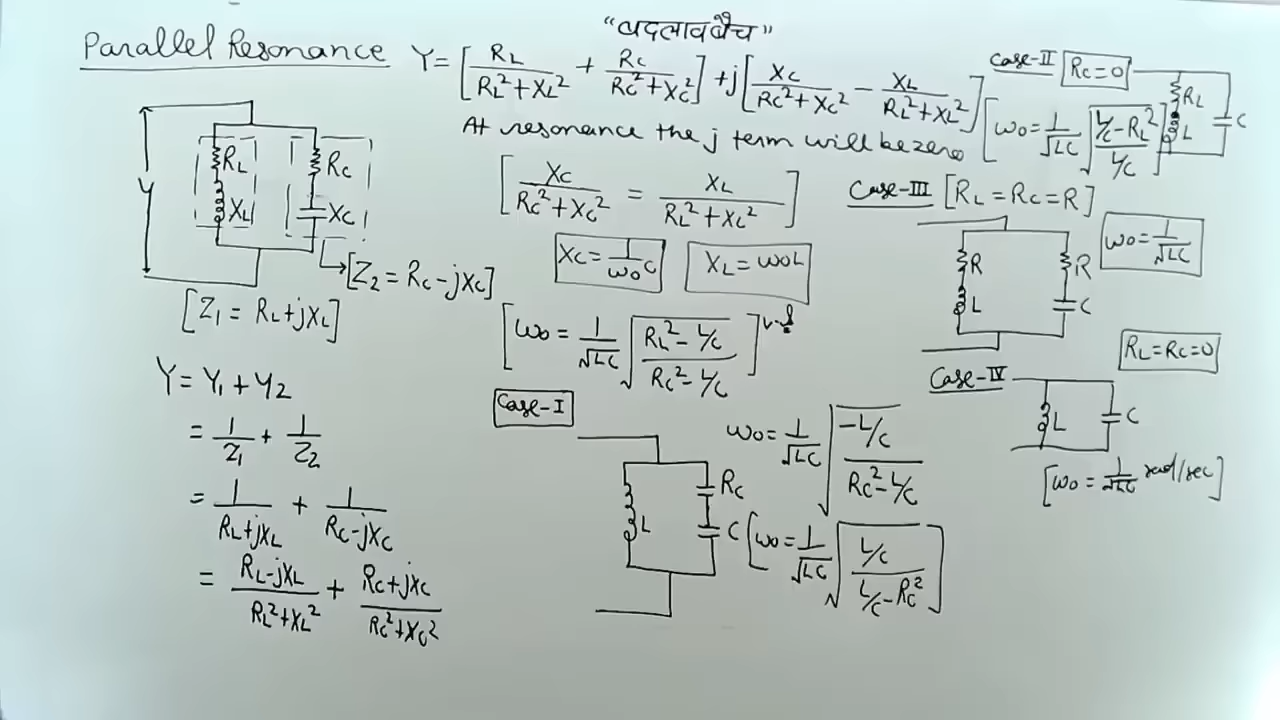 “बदलाव बैच”
Parallel Resonance
Y = [RL/(RL²+XL²) + RC/(RC²+XC²)] + j[XC/(RC²+XC²) - XL/(RL²+XL²)]
At resonance the j term will be zero
Y
RL
XL
RC
XC
[Z2 = RC - jXC]
[Z1 = RL + jXL]
Y = Y1 + Y2
= 1/Z1 + 1/Z2
= 1/(RL+jXL) + 1/(RC-jXC)
= (RL-jXL)/(RL²+XL²) + (RC+jXC)/(RC²+XC²)
[XC/(RC²+XC²) = XL/(RL²+XL²)]
XC = 1/(ω0C)
XL = ω0L
[ω0 = 1/√LC √((RL²-L/C)/(RC²-L/C))]
Case-I
L
RC
C
ω0 = 1/√LC √((-L/C)/(RC²-L/C))
[ω0 = 1/√LC √((L/C)/(L/C-RC²))]
Case-II
RC=0
RL
L
C
[ω0 = 1/√LC √((L/C-RL²)/(L/C))]
Case-III [RL=RC=R]
R
L
R
C
ω0 = 1/√LC
RL=RC=0
Case-IV
L
C
[ω0 = 1/√LC rad/sec]